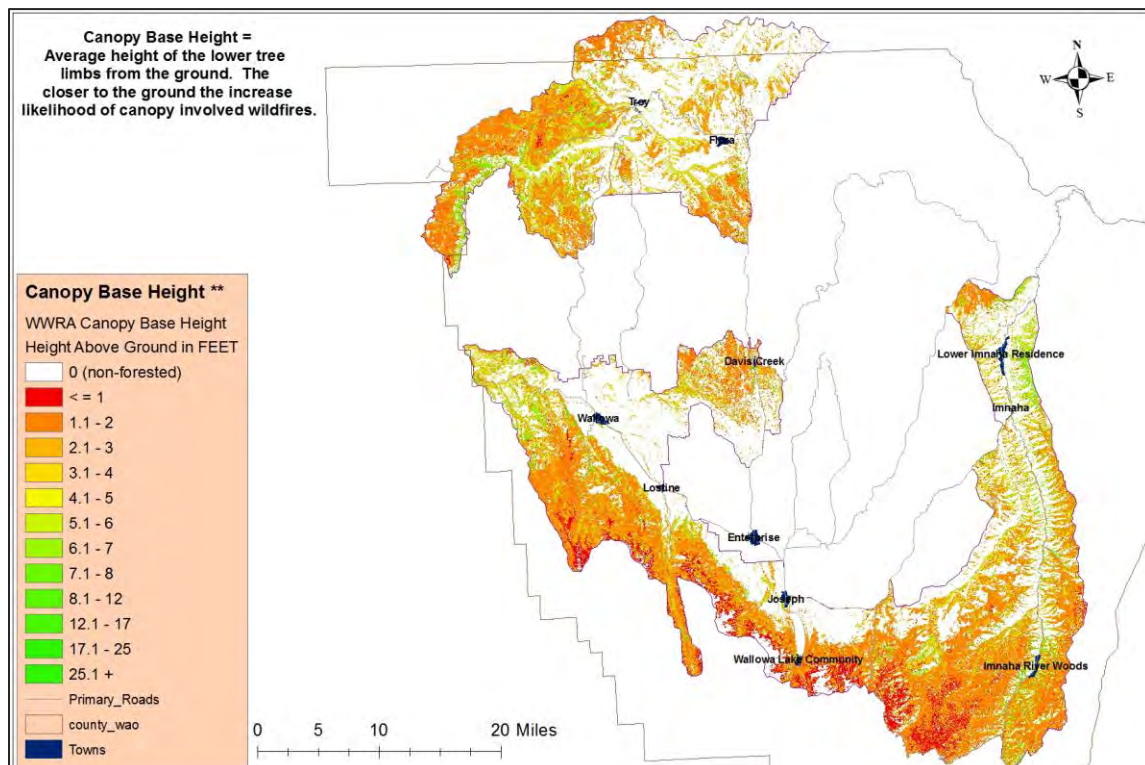 Canopy Base Height =
Average height of the lower tree
limbs from the ground. The
closer to the ground the increase
likelihood of canopy involved wildfires.
N
W E
S
Troy
Flora
Canopy Base Height **
WWRA Canopy Base Height
Height Above Ground in FEET
0 (non-forested)
< = 1
1.1 - 2
2.1 - 3
3.1 - 4
4.1 - 5
5.1 - 6
6.1 - 7
7.1 - 8
8.1 - 12
12.1 - 17
17.1 - 25
25.1 +
Primary_Roads
county_wao
Towns
Davis Creek
Lower Imnaha Residence
Imnaha
Wallowa
Lostine
Enterprise
Joseph
Wallowa Lake Community
Imnaha River Woods
0 5 10 20 Miles